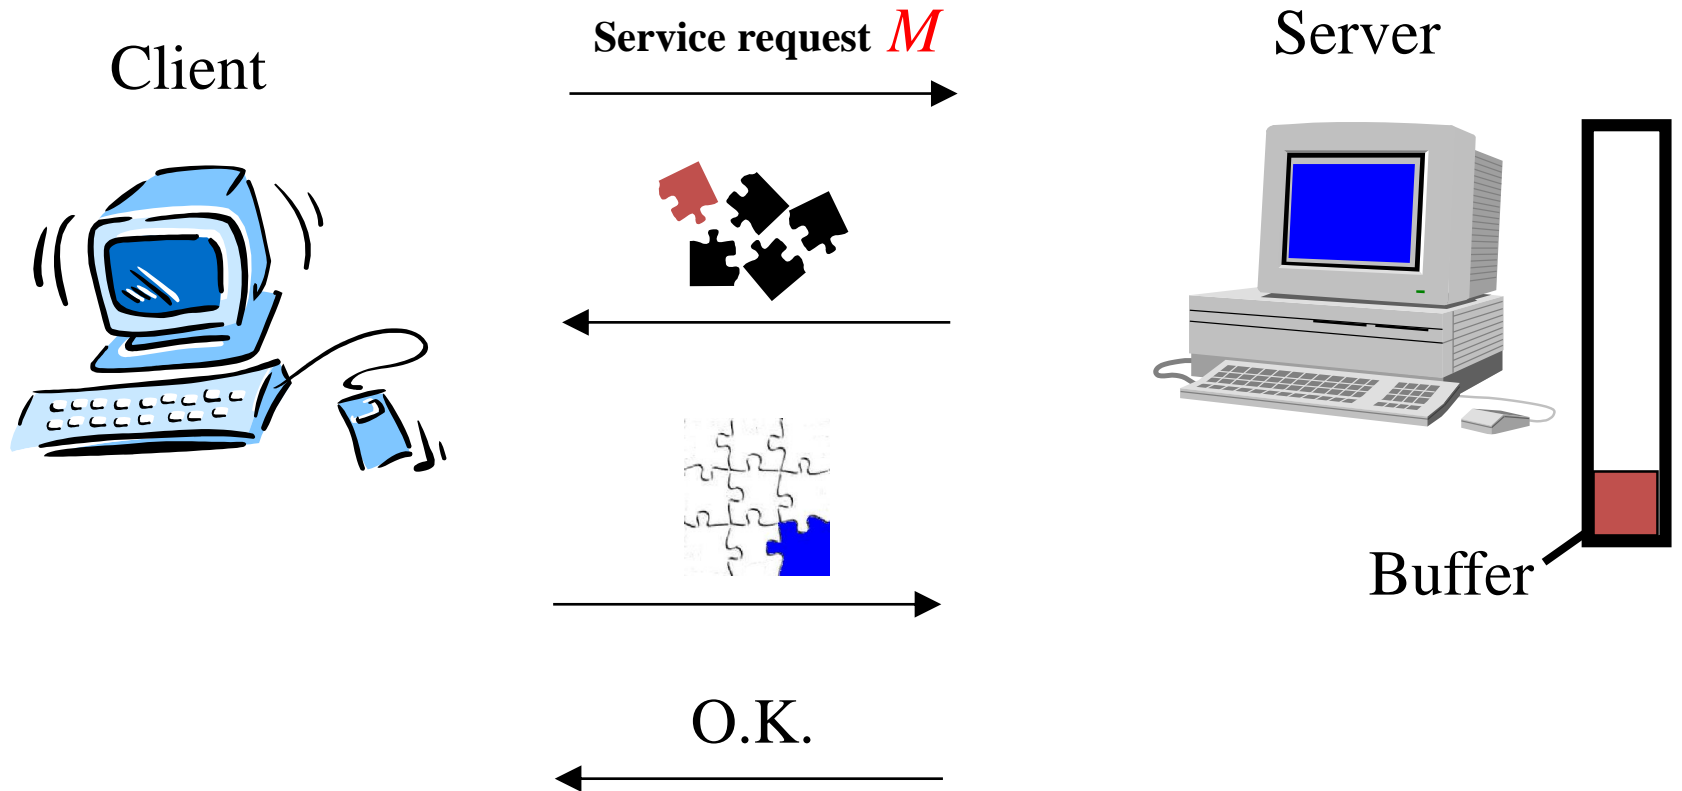 Client
Service request M
Server
Buffer
O.K.